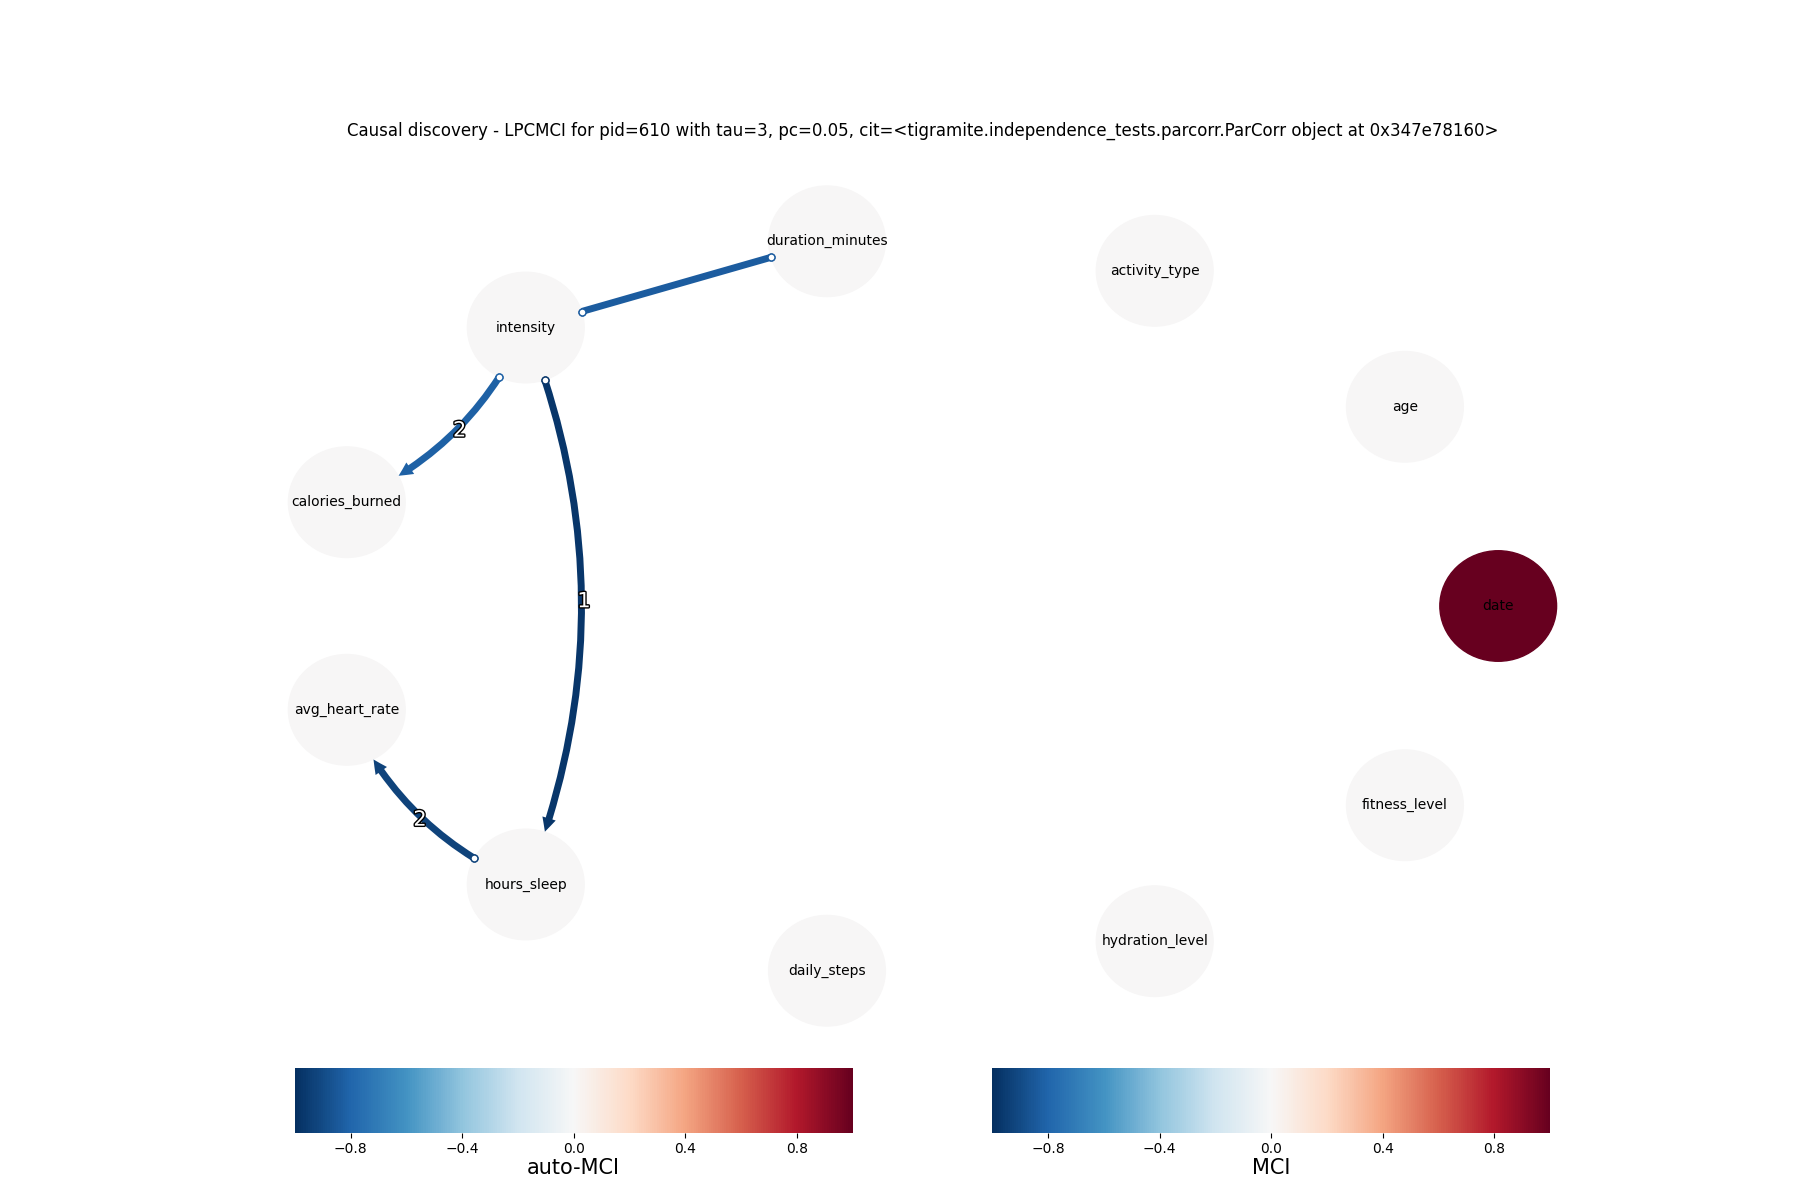 Causal discovery - LPCMCI for pid=610 with tau=3, pc=0.05, cit=<tigramite.independence_tests.parcorr.ParCorr object at 0x347e78160>
duration_minutes
activity_type
intensity
age
2
calories_burned
1
date
avg_heart_rate
2
fitness_level
hours_sleep
hydration_level
daily_steps
−0.8 −0.4 0.0 0.4 0.8
auto-MCI
−0.8 −0.4 0.0 0.4 0.8
MCI